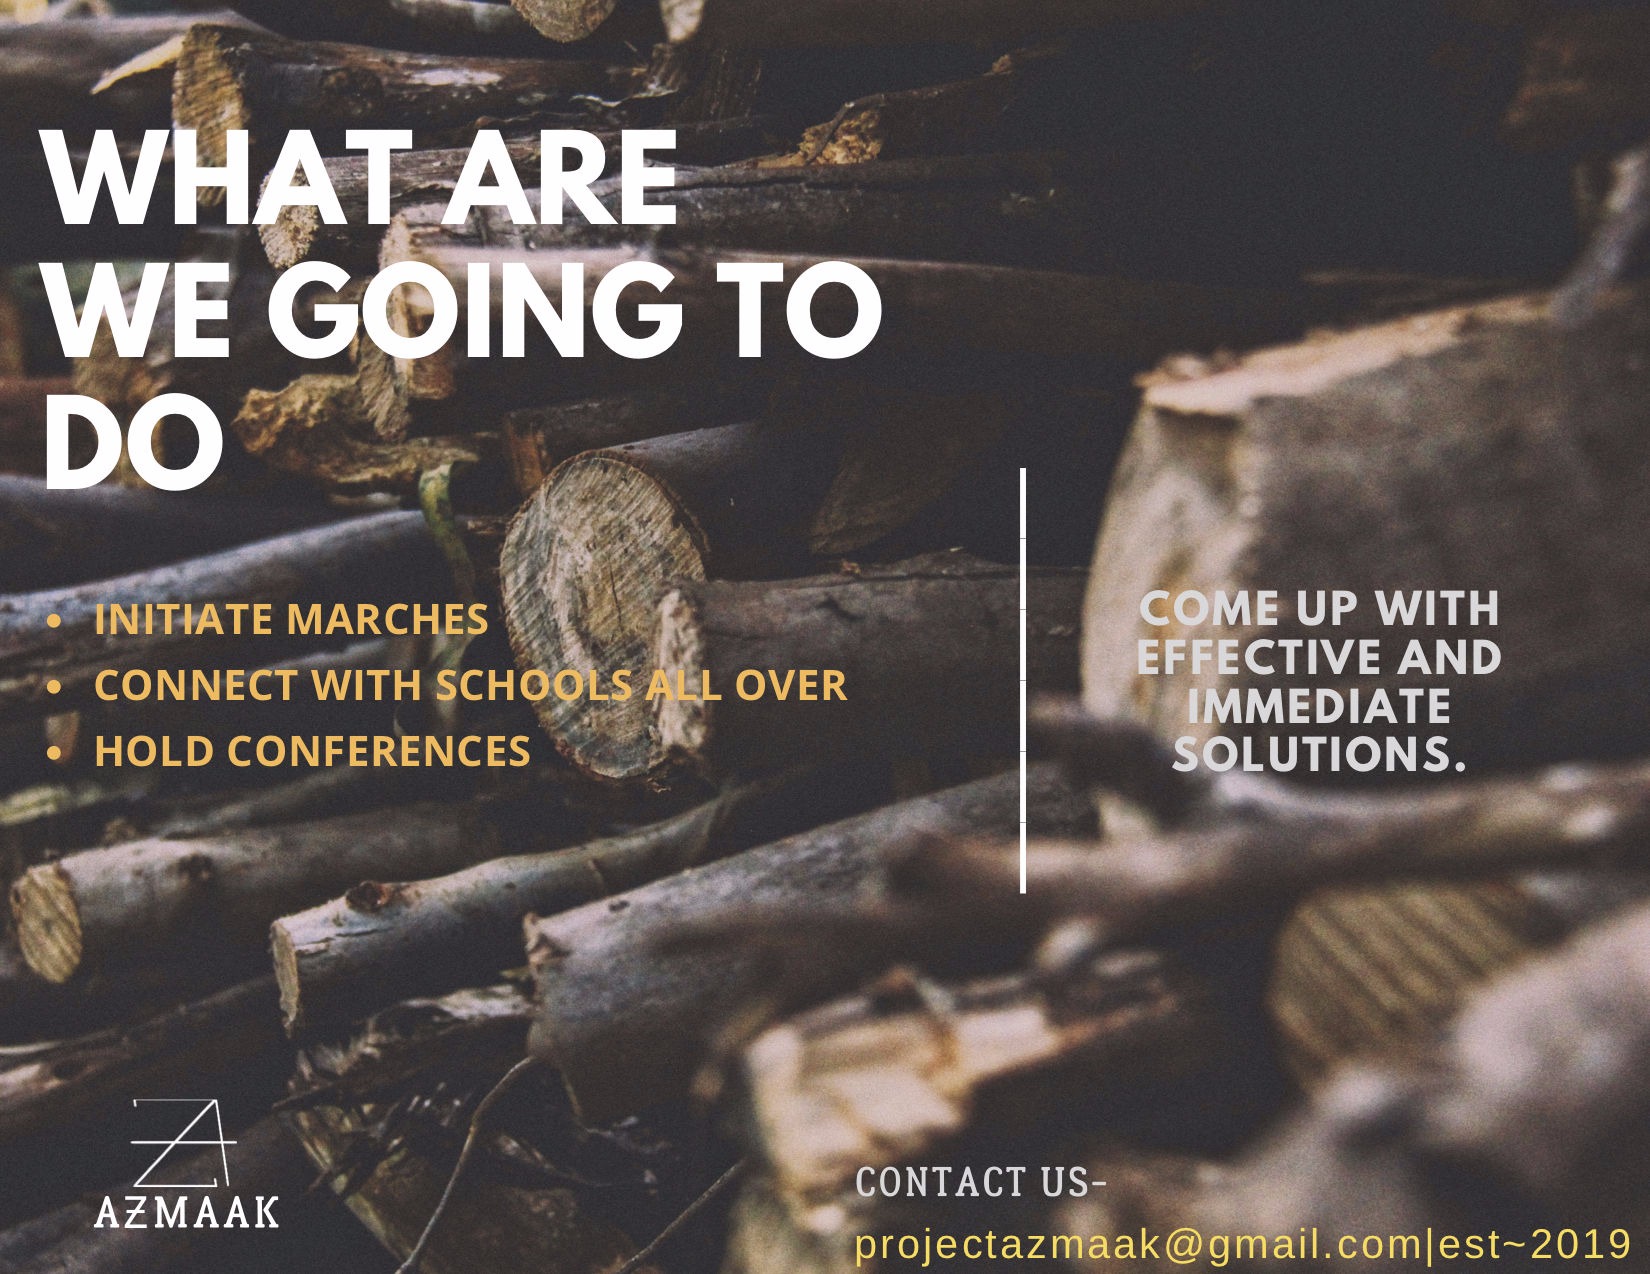 WHAT ARE
WE GOING TO
DO
• INITIATE MARCHES
• CONNECT WITH SCHOOLS ALL OVER
• HOLD CONFERENCES
COME UP WITH
EFFECTIVE AND
IMMEDIATE
SOLUTIONS.
AZMAAK
CONTACT US-
projectazmaak@gmail.com|est~2019